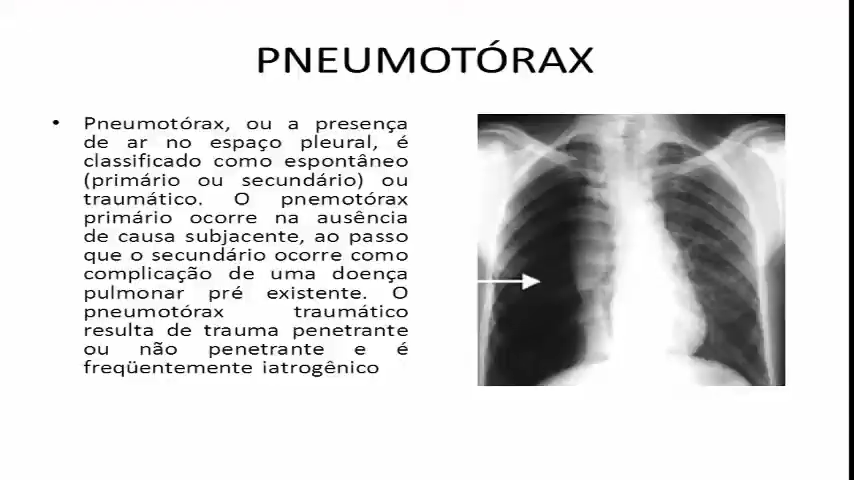 PNEUMOTÓRAX
• Pneumotórax, ou a presença
de ar no espaço pleural, é
classificado como espontâneo
(primário ou secundário) ou
traumático. O pnemotórax
primário ocorre na ausência
de causa subjacente, ao passo
que o secundário ocorre como
complicação de uma doença
pulmonar pré existente. O
pneumotórax traumático
resulta de trauma penetrante
ou não penetrante e é
freqüentemente iatrogênico